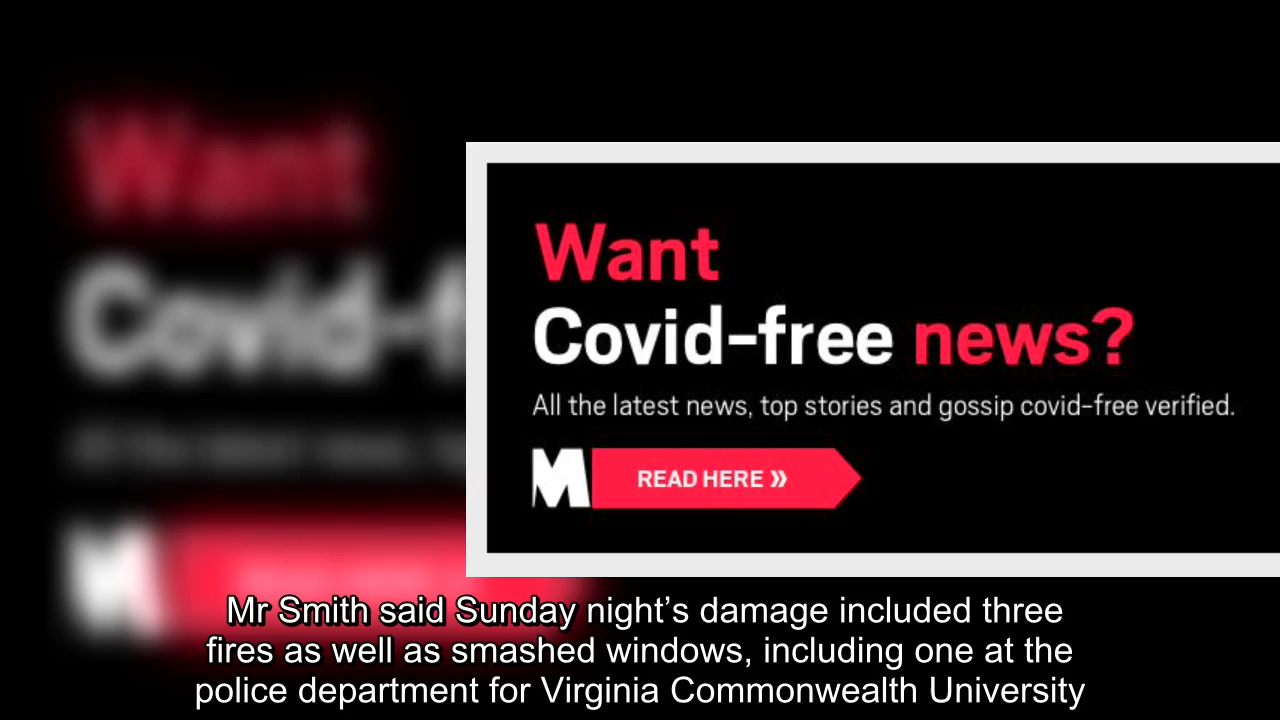 Want
Covid-free news?
All the latest news, top stories and gossip covid-free verified.
M READ HERE »
Mr Smith said Sunday night’s damage included three
fires as well as smashed windows, including one at the
police department for Virginia Commonwealth University